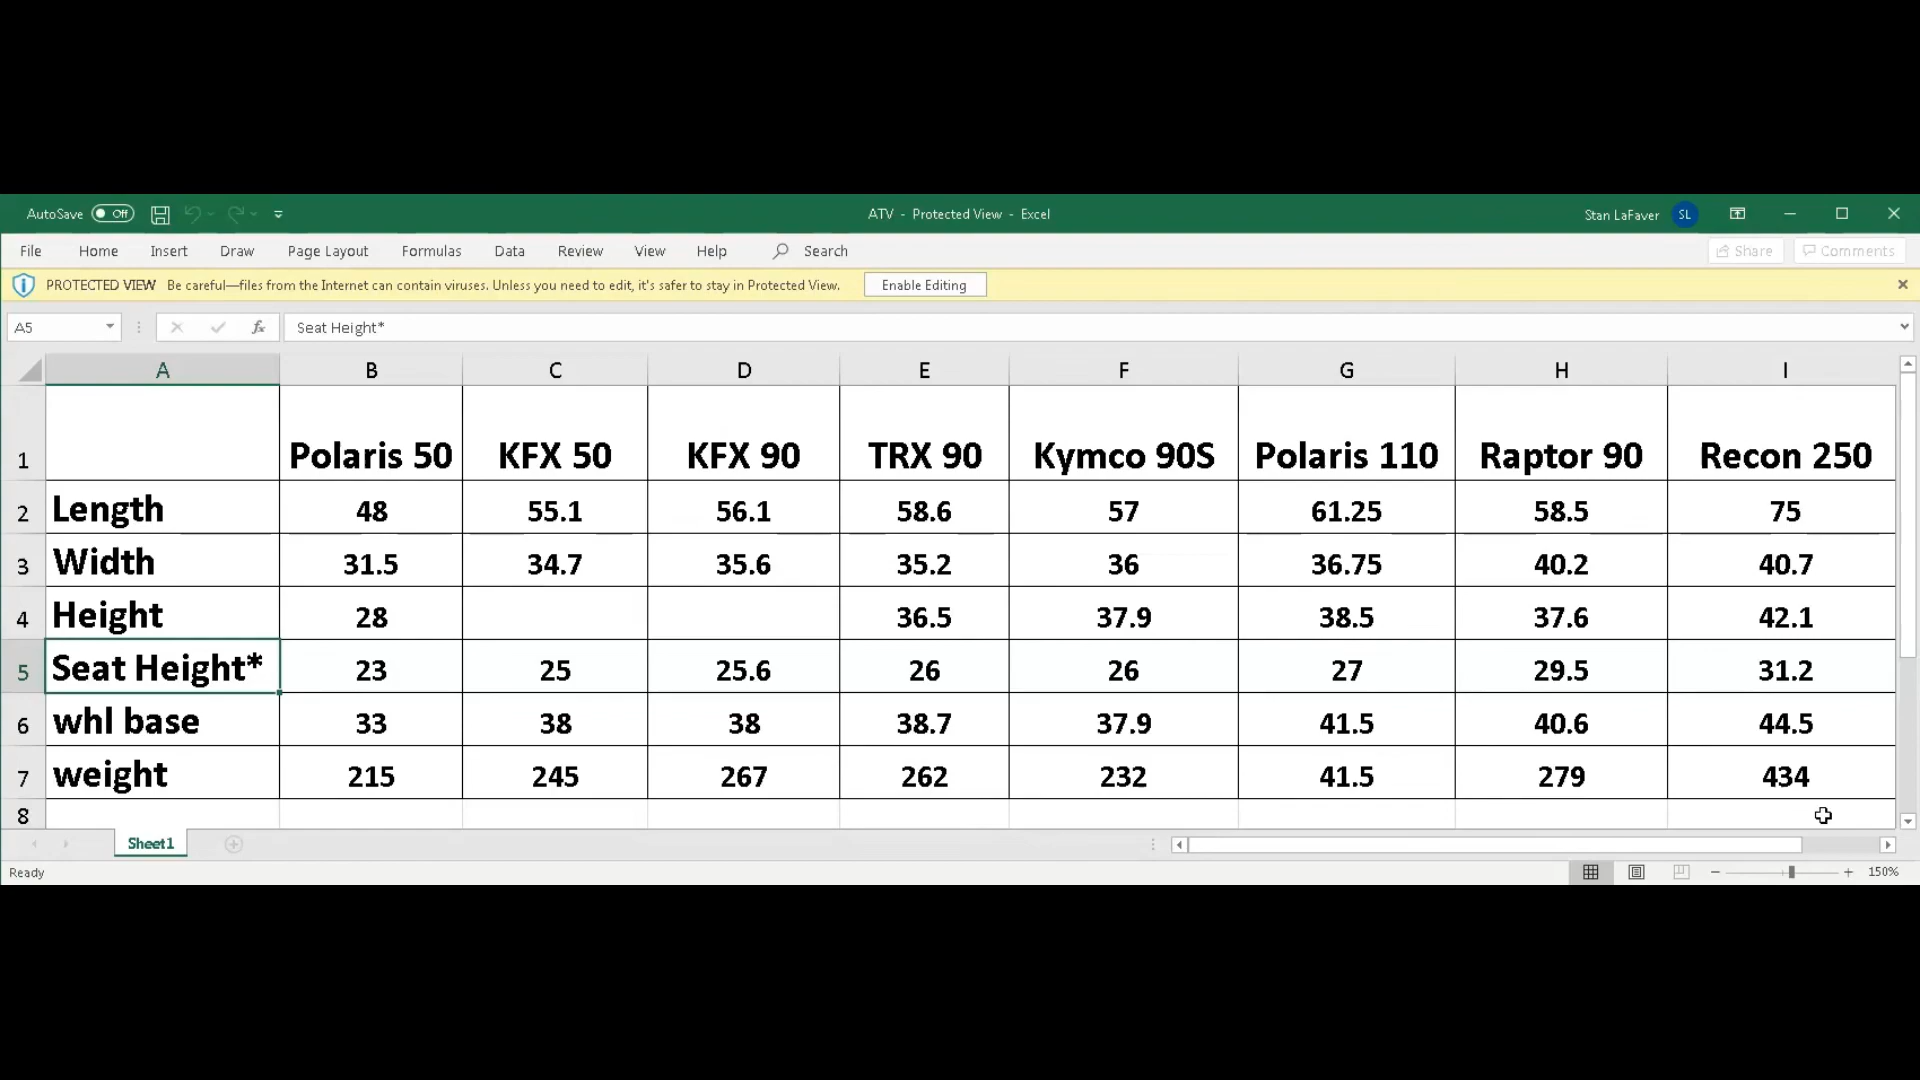 AutoSave Off ATV - Protected View - Excel Stan LaFaver SL
File Home Insert Draw Page Layout Formulas Data Review View Help Search Share Comments
PROTECTED VIEW Be careful—files from the Internet can contain viruses. Unless you need to edit, it's safer to stay in Protected View. Enable Editing
A5 fx Seat Height*
A B C D E F G H I
1 Polaris 50 KFX 50 KFX 90 TRX 90 Kymco 90S Polaris 110 Raptor 90 Recon 250
2 Length 48 55.1 56.1 58.6 57 61.25 58.5 75
3 Width 31.5 34.7 35.6 35.2 36 36.75 40.2 40.7
4 Height 28 36.5 37.9 38.5 37.6 42.1
5 Seat Height* 23 25 25.6 26 26 27 29.5 31.2
6 whl base 33 38 38 38.7 37.9 41.5 40.6 44.5
7 weight 215 245 267 262 232 41.5 279 434
8
Sheet1
Ready 150%